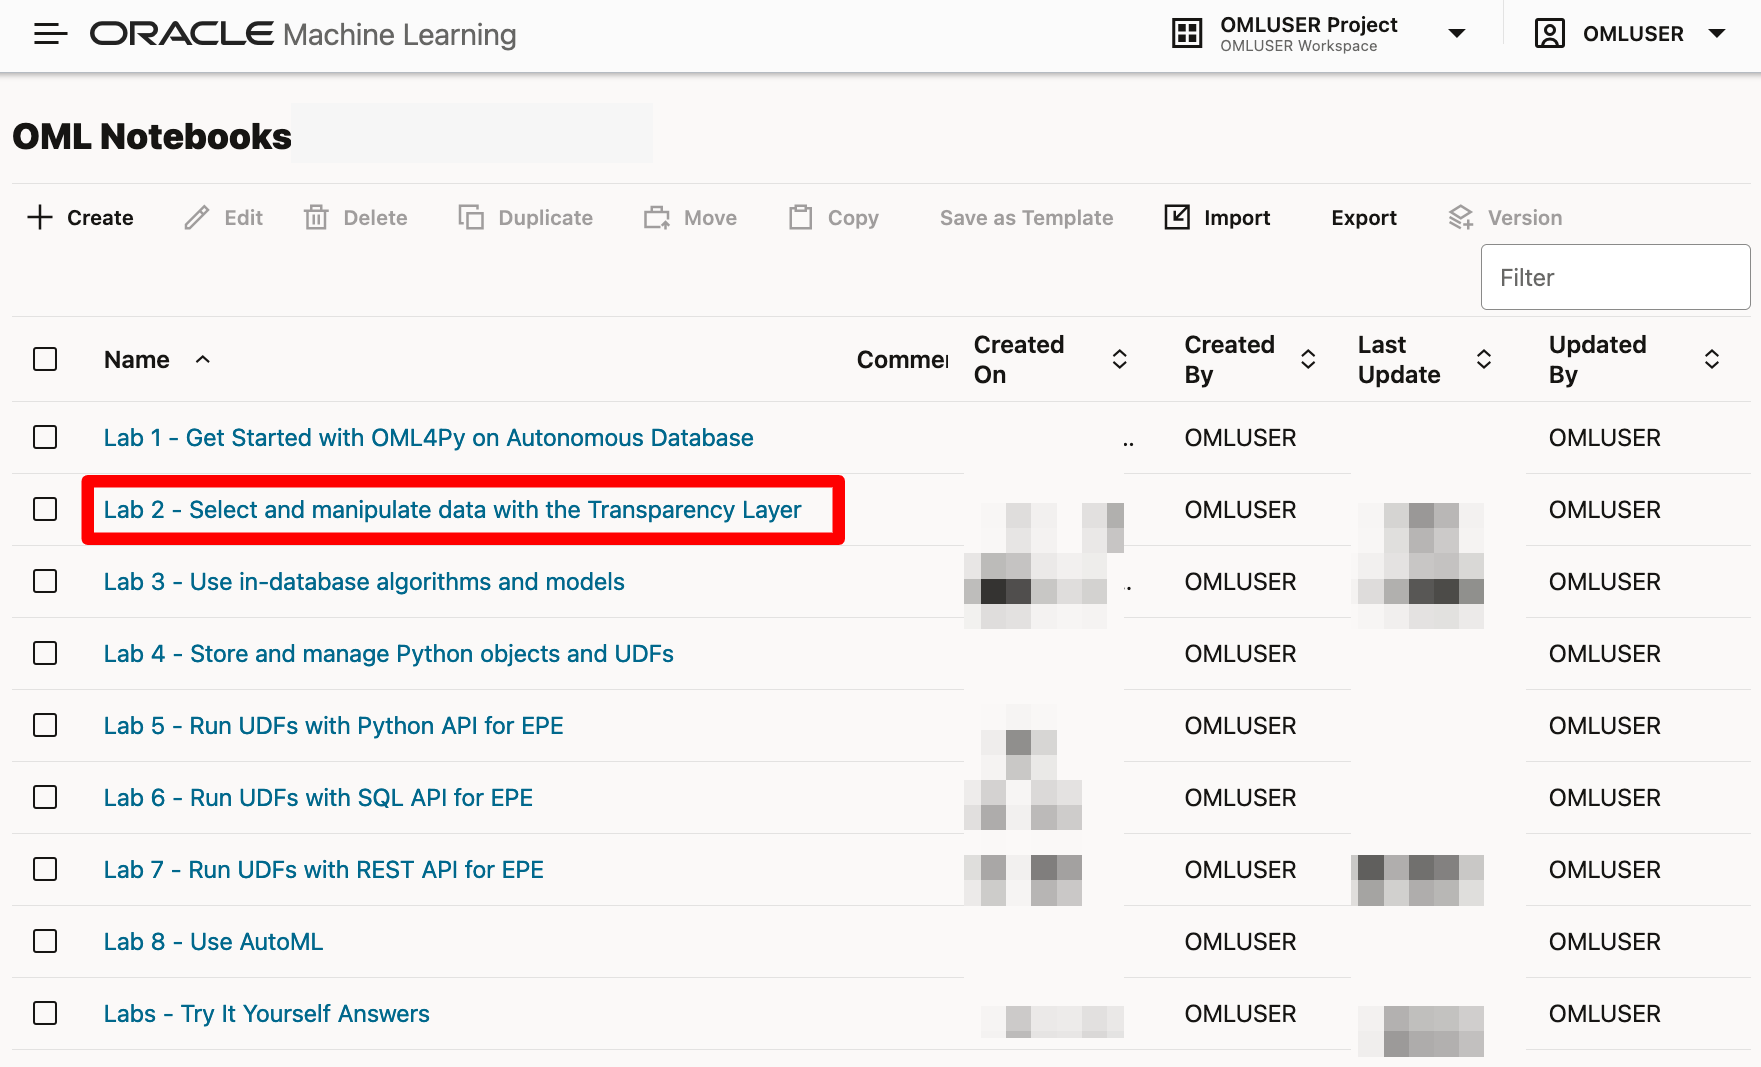 ORACLE Machine Learning
OMLUSER Project
OMLUSER Workspace
OMLUSER
OML Notebooks
Create Edit Delete Duplicate Move Copy Save as Template Import Export Version
Filter
Name Commen Created On Created By Last Update Updated By
Lab 1 - Get Started with OML4Py on Autonomous Database .. OMLUSER OMLUSER
Lab 2 - Select and manipulate data with the Transparency Layer OMLUSER OMLUSER
Lab 3 - Use in-database algorithms and models OMLUSER OMLUSER
Lab 4 - Store and manage Python objects and UDFs OMLUSER OMLUSER
Lab 5 - Run UDFs with Python API for EPE OMLUSER OMLUSER
Lab 6 - Run UDFs with SQL API for EPE OMLUSER OMLUSER
Lab 7 - Run UDFs with REST API for EPE OMLUSER OMLUSER
Lab 8 - Use AutoML OMLUSER OMLUSER
Labs - Try It Yourself Answers OMLUSER OMLUSER